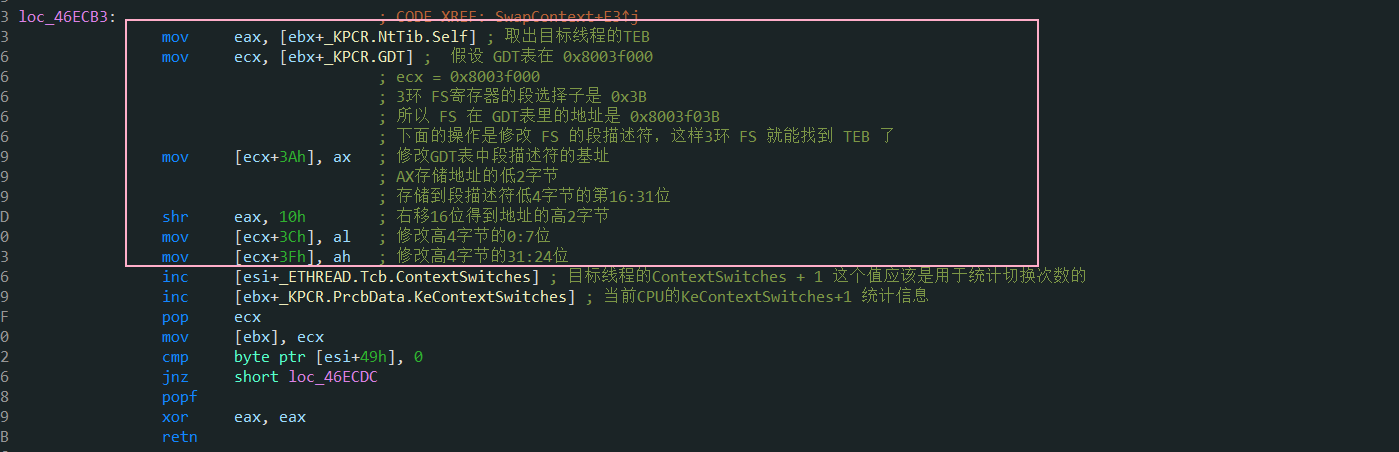 3 loc_46ECB3: ; CODE XREF: SwapContext+E3↑j
3 mov eax, [ebx+_KPCR.NtTib.Self] ; 取出目标线程的TEB
6 mov ecx, [ebx+_KPCR.GDT] ; 假设 GDT表在 0x8003f000
6 ; ecx = 0x8003f000
6 ; 3环 FS寄存器的段选择子是 0x3B
6 ; 所以 FS 在 GDT表里的地址是 0x8003f03B
6 ; 下面的操作是修改 FS 的段描述符，这样3环 FS 就能找到 TEB 了
9 mov [ecx+3Ah], ax ; 修改GDT表中段描述符的基址
9 ; AX存储地址的低2字节
9 ; 存储到段描述符低4字节的第16:31位
D shr eax, 10h ; 右移16位得到地址的高2字节
0 mov [ecx+3Ch], al ; 修改高4字节的0:7位
3 mov [ecx+3Fh], ah ; 修改高4字节的31:24位
6 inc [esi+_ETHREAD.Tcb.ContextSwitches] ; 目标线程的ContextSwitches + 1 这个值应该是用于统计切换次数的
9 inc [ebx+_KPCR.PrcbData.KeContextSwitches] ; 当前CPU的KeContextSwitches+1 统计信息
F pop ecx
0 mov [ebx], ecx
2 cmp byte ptr [esi+49h], 0
6 jnz short loc_46ECDC
8 popf
9 xor eax, eax
B retn